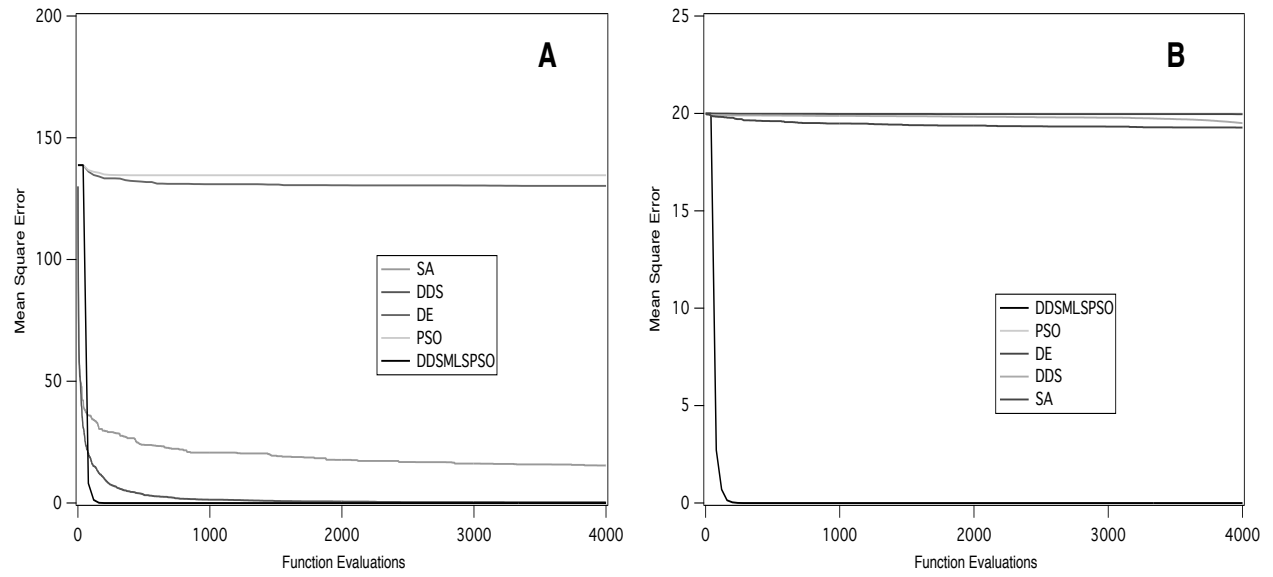 200
150
100
50
0
Mean Square Error
A
SA
DDS
DE
PSO
DDSMLSPSO
0
1000
2000
3000
4000
Function Evaluations
25
20
15
10
5
0
Mean Square Error
B
DDSMLSPSO
PSO
DE
DDS
SA
0
1000
2000
3000
4000
Function Evaluations